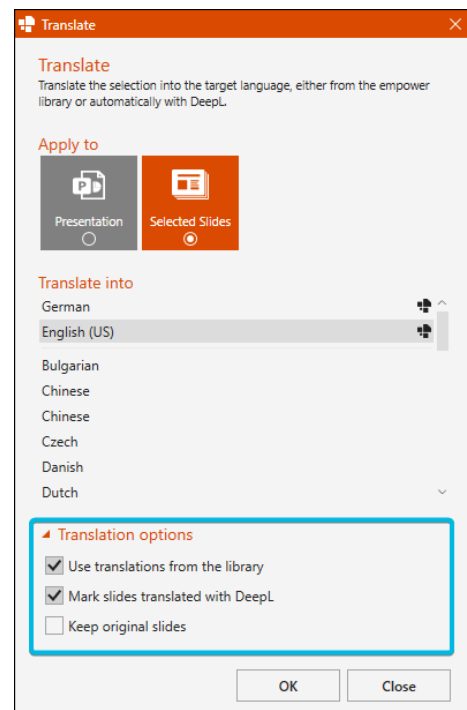 Translate
Translate
Translate the selection into the target language, either from the empower
library or automatically with DeepL.
Apply to
Presentation
Selected Slides
Translate into
German
English (US)
Bulgarian
Chinese
Chinese
Czech
Danish
Dutch
Translation options
Use translations from the library
Mark slides translated with DeepL
Keep original slides
OK
Close